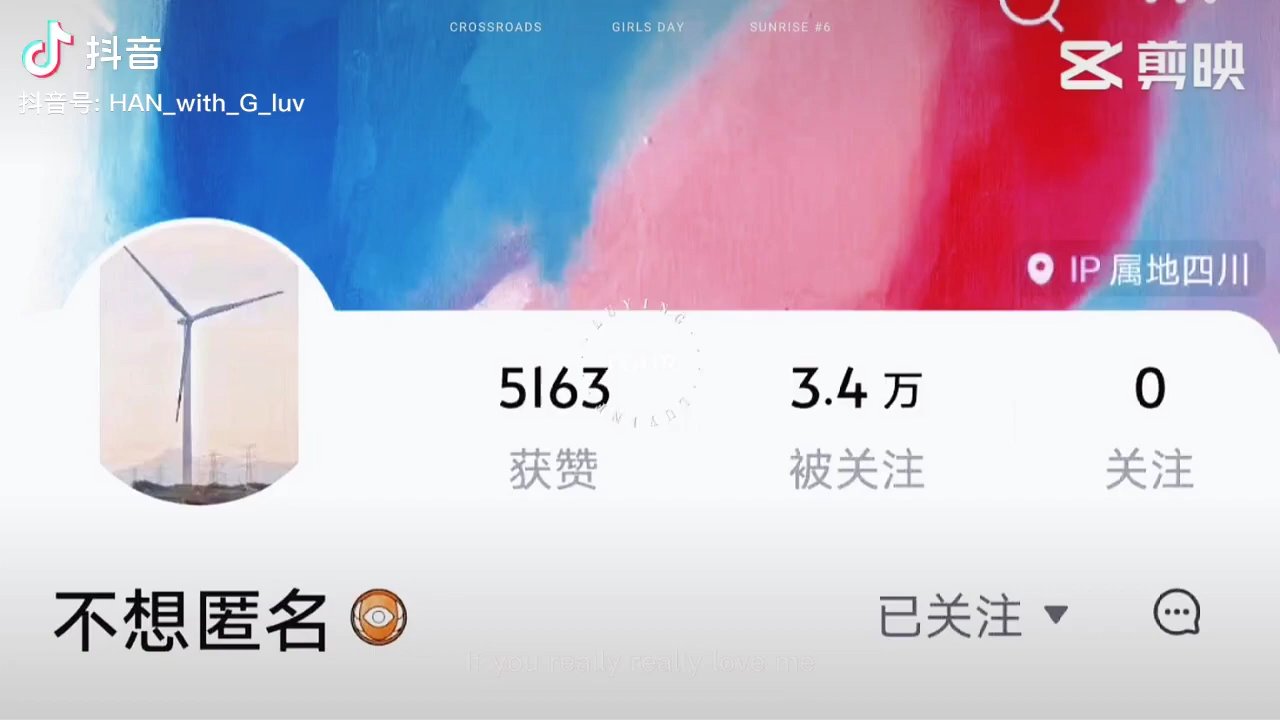 CROSSROADS GIRLS DAY SUNRISE #6
抖音
剪映
抖音号: HAN_with_G_luv
IP 属地四川
LUYING
5163 3.4 万 0
获赞 被关注 关注
不想匿名 已关注
If you really really love me